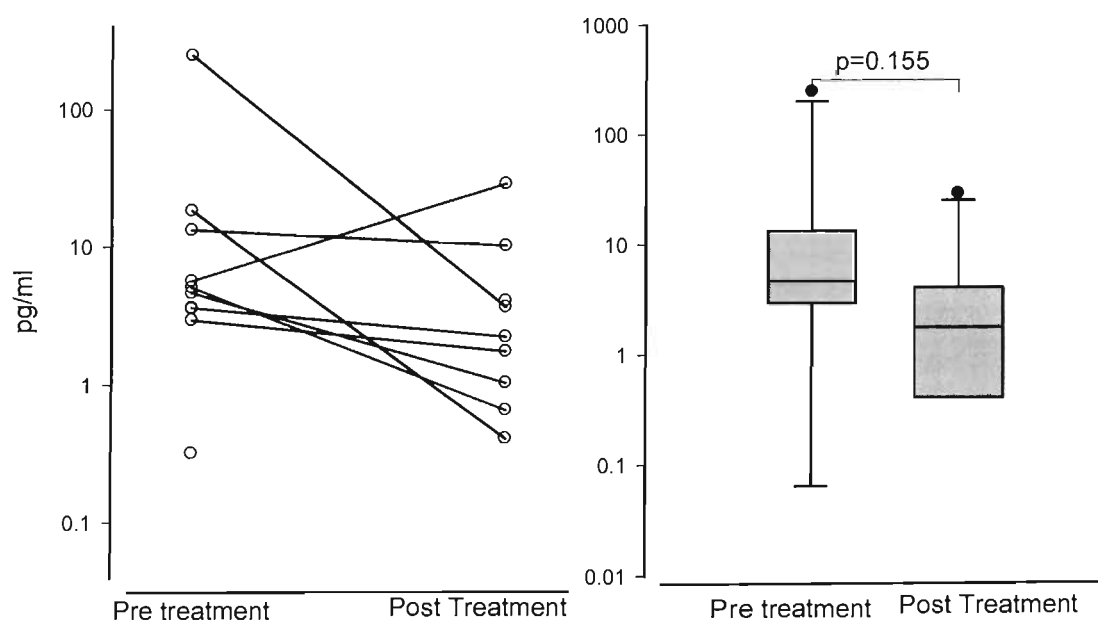 pg/ml
100
10
1
0.1
Pre treatment
Post Treatment
1000
100
10
1
0.1
0.01
p=0.155
Pre treatment
Post Treatment